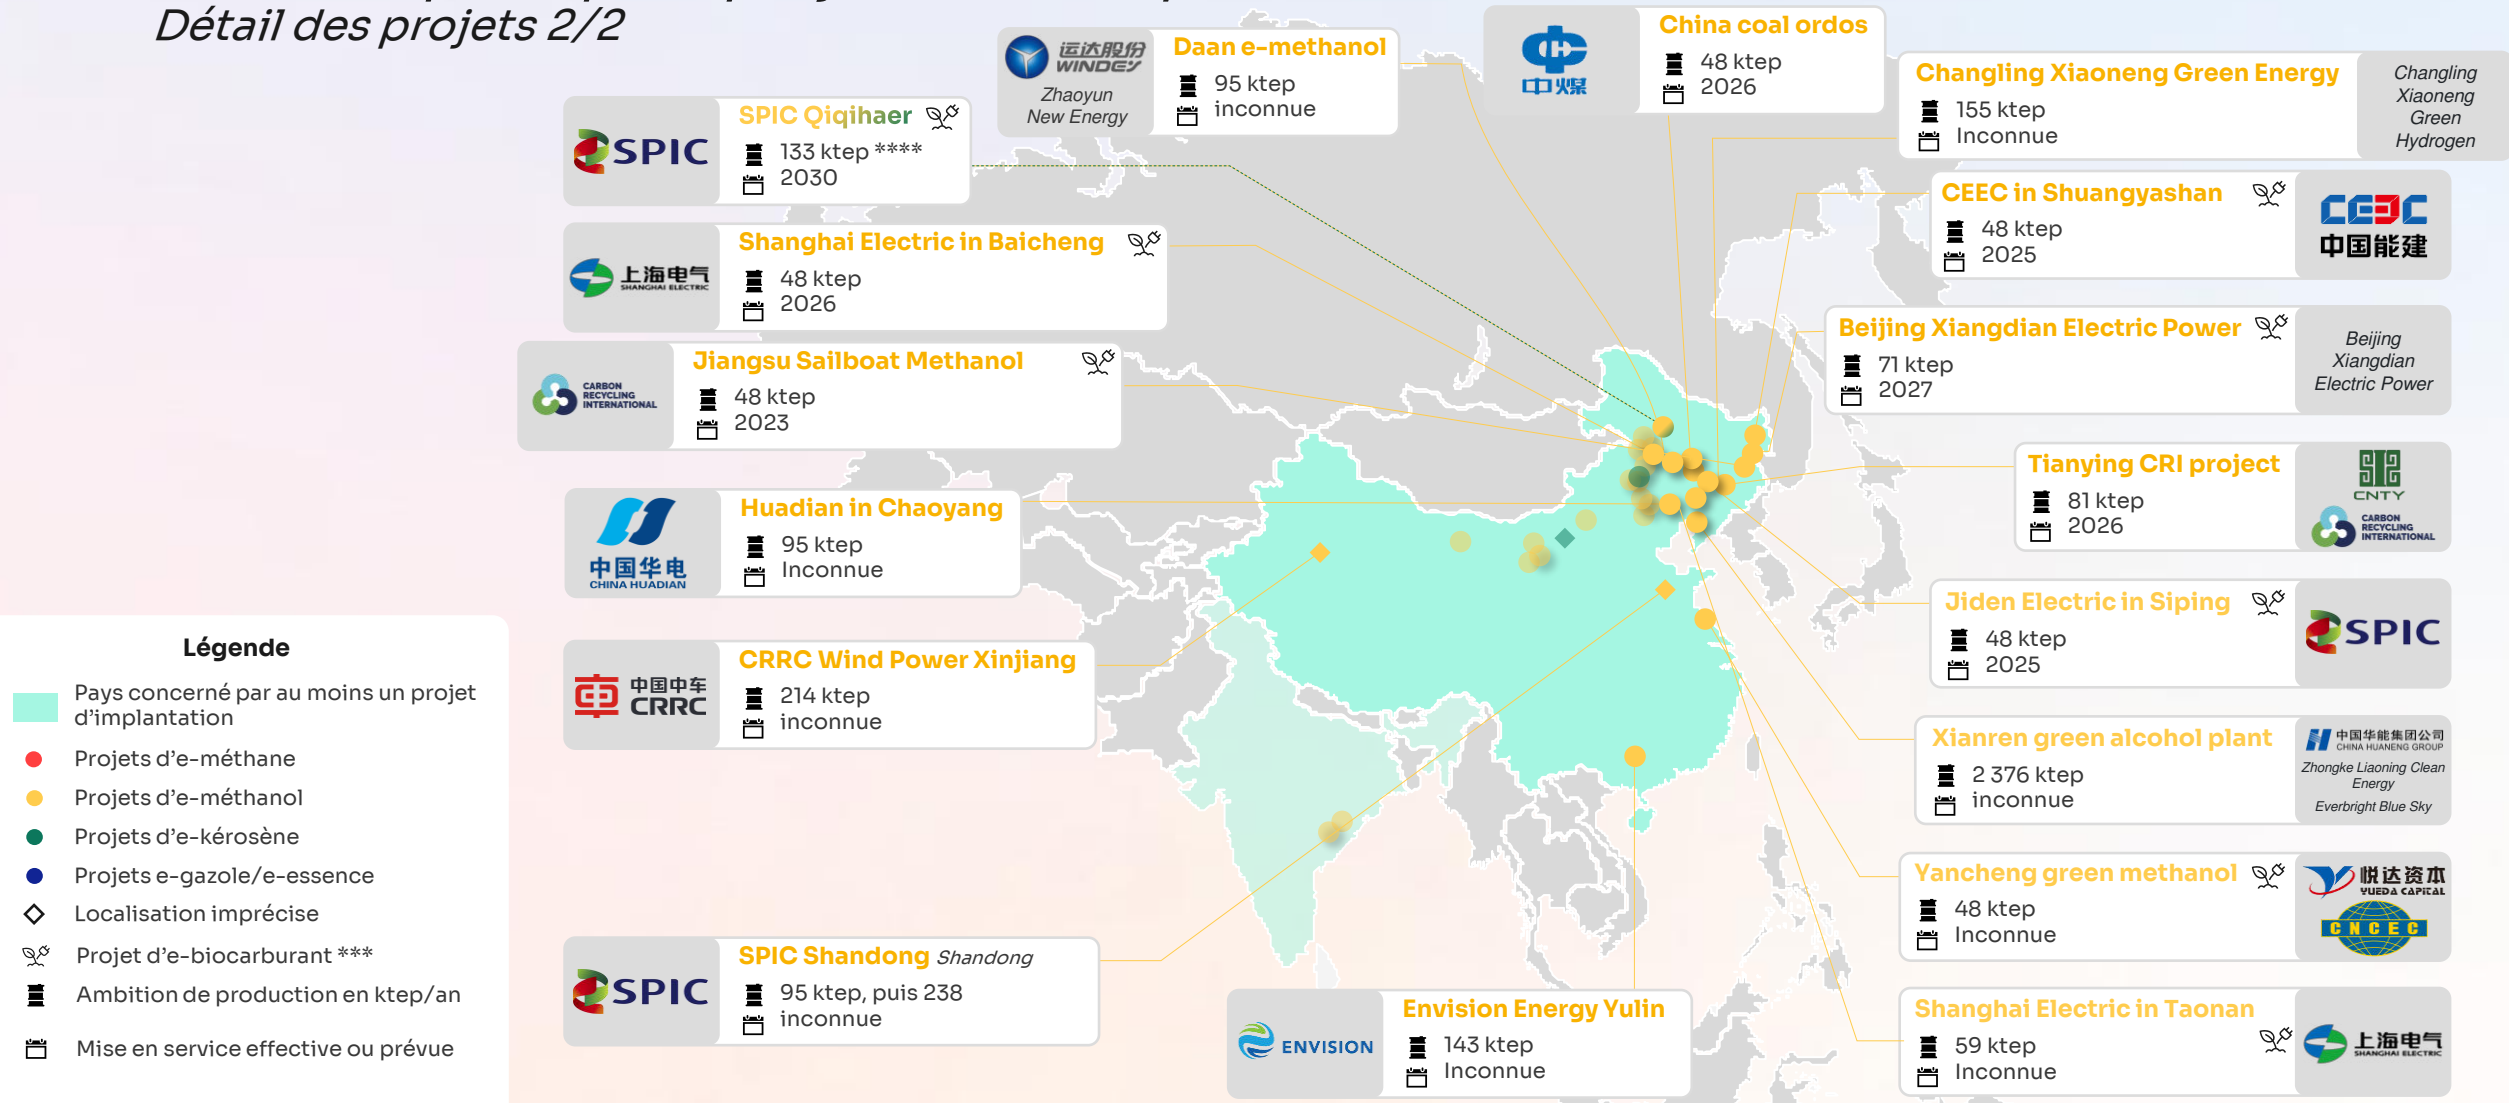 Détail des projets 2/2
运达股份
WINDEY
Zhaoyun
New Energy
Daan e-methanol
95 ktep
inconnue
中煤
China coal ordos
48 ktep
2026
Changling Xiaoneng Green Energy
155 ktep
Inconnue
Changling
Xiaoneng
Green
Hydrogen
SPIC
SPIC Qiqihaer
133 ktep ****
2030
CEEC in Shuangyashan
48 ktep
2025
CEEC
中国能建
上海电气
SHANGHAI ELECTRIC
Shanghai Electric in Baicheng
48 ktep
2026
Beijing Xiangdian Electric Power
71 ktep
2027
Beijing
Xiangdian
Electric Power
CARBON
RECYCLING
INTERNATIONAL
Jiangsu Sailboat Methanol
48 ktep
2023
Tianying CRI project
81 ktep
2026
CNTY
CARBON
RECYCLING
INTERNATIONAL
中国华电
CHINA HUADIAN
Huadian in Chaoyang
95 ktep
Inconnue
Jiden Electric in Siping
48 ktep
2025
SPIC
中国中车
CRRC
CRRC Wind Power Xinjiang
214 ktep
inconnue
Xianren green alcohol plant
2 376 ktep
inconnue
中国华能集团公司
CHINA HUANENG GROUP
Zhongke Liaoning Clean
Energy
Everbright Blue Sky
Yancheng green methanol
48 ktep
Inconnue
悦达资本
YUEDA CAPITAL
CNCEC
SPIC
SPIC Shandong Shandong
95 ktep, puis 238
inconnue
ENVISION
Envision Energy Yulin
143 ktep
Inconnue
Shanghai Electric in Taonan
59 ktep
Inconnue
上海电气
SHANGHAI ELECTRIC
Légende
Pays concerné par au moins un projet
d'implantation
Projets d'e-méthane
Projets d'e-méthanol
Projets d'e-kérosène
Projets e-gazole/e-essence
Localisation imprécise
Projet d'e-biocarburant ***
Ambition de production en ktep/an
Mise en service effective ou prévue